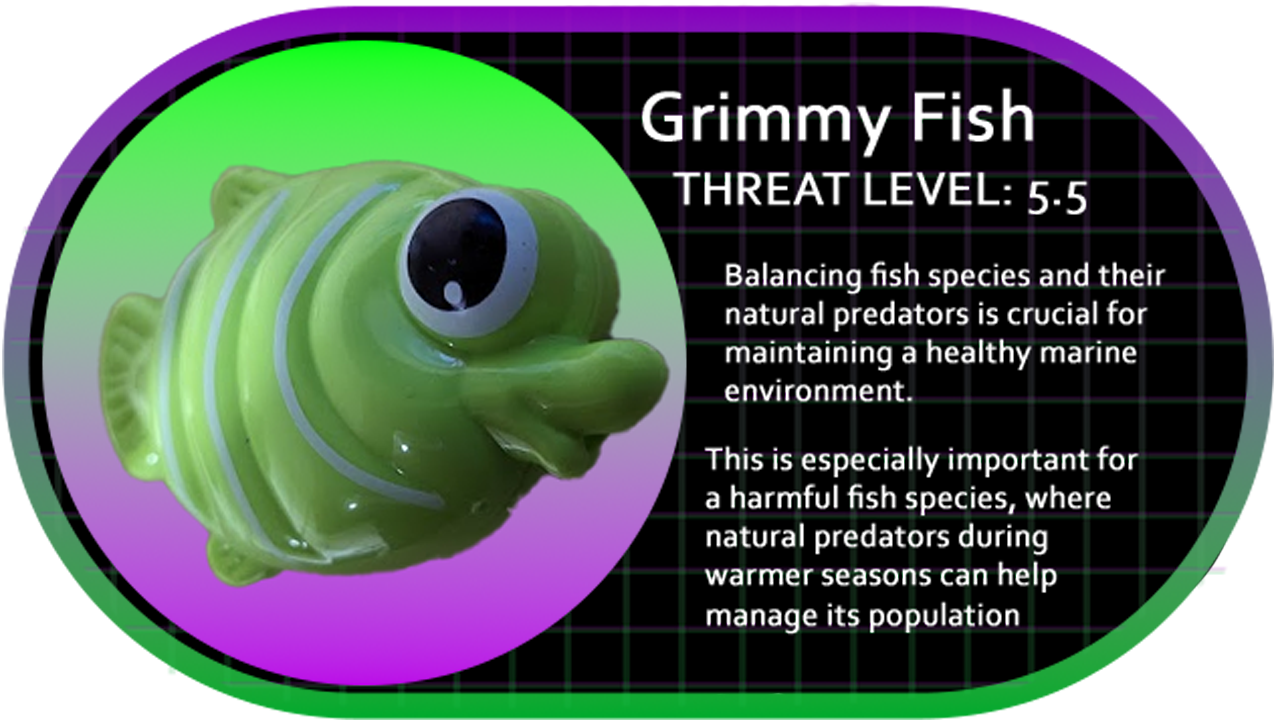 Grimmy Fish
THREAT LEVEL: 5.5
Balancing fish species and their
natural predators is crucial for
maintaining a healthy marine
environment.
This is especially important for
a harmful fish species, where
natural predators during
warmer seasons can help
manage its population